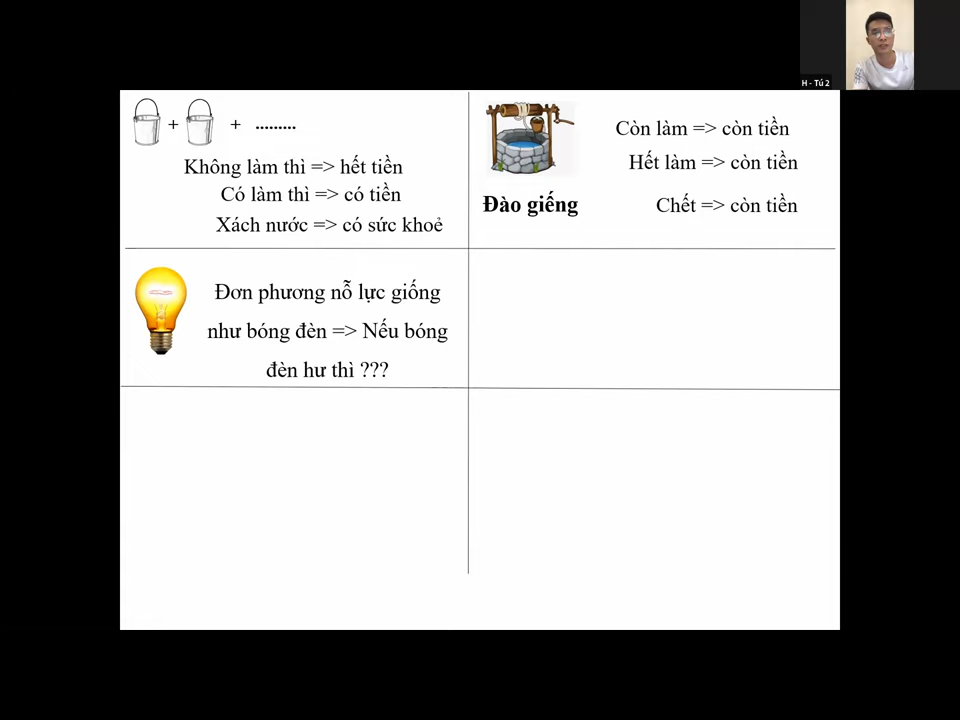 H - Tú 2
+ + .........
Không làm thì => hết tiền
Có làm thì => có tiền
Xách nước => có sức khoẻ
Đào giếng
Còn làm => còn tiền
Hết làm => còn tiền
Chết => còn tiền
Đơn phương nỗ lực giống
như bóng đèn => Nếu bóng
đèn hư thì ???